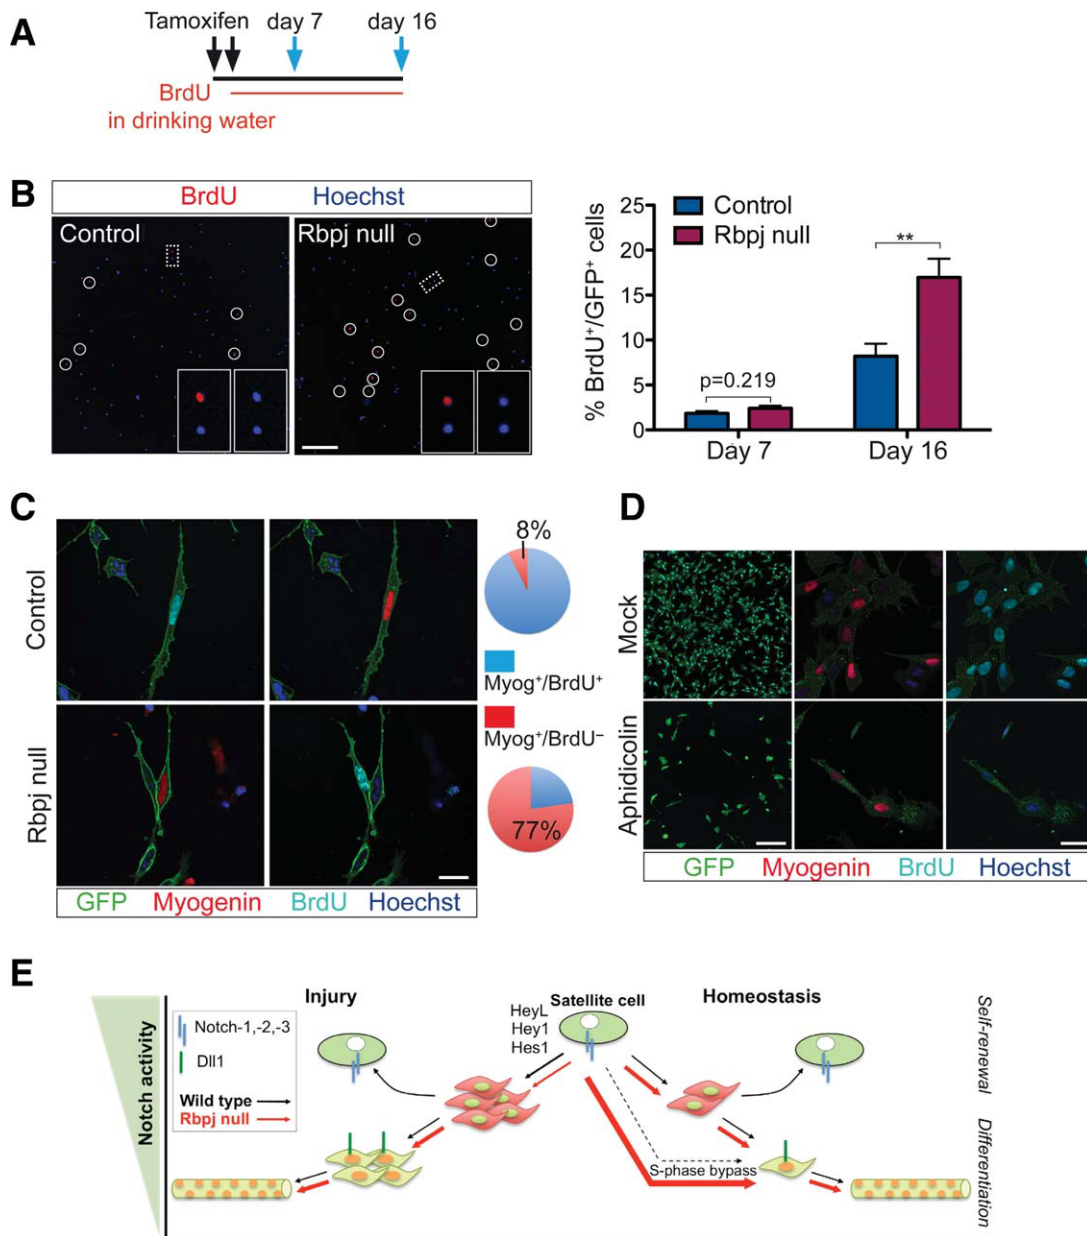 A
Tamoxifen day 7 day 16
BrdU
in drinking water
B
BrdU Hoechst
Control
Rbpj null
% BrdU⁺/GFP⁺ cells
25
20
15
10
5
0
Control
Rbpj null
p=0.219
**
Day 7 Day 16
C
Control
Rbpj null
8%
Myog⁺/BrdU⁺
Myog⁺/BrdU⁻
77%
GFP Myogenin BrdU Hoechst
D
Mock
Aphidicolin
GFP Myogenin BrdU Hoechst
E
Notch activity
Notch-1,-2,-3
Dll1
Wild type
Rbpj null
Injury
Satellite cell
Homeostasis
HeyL
Hey1
Hes1
S-phase bypass
Self-renewal
Differentiation